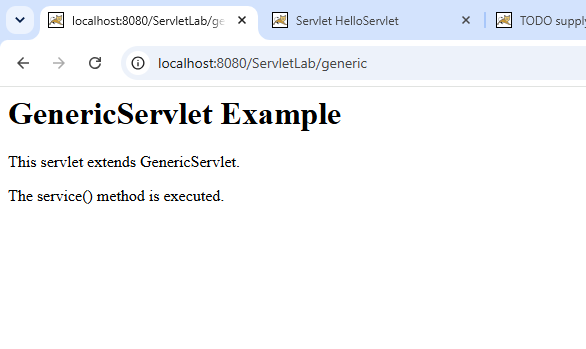 localhost:8080/ServletLab/ge
Servlet HelloServlet
TODO supply
localhost:8080/ServletLab/generic
GenericServlet Example
This servlet extends GenericServlet.
The service() method is executed.